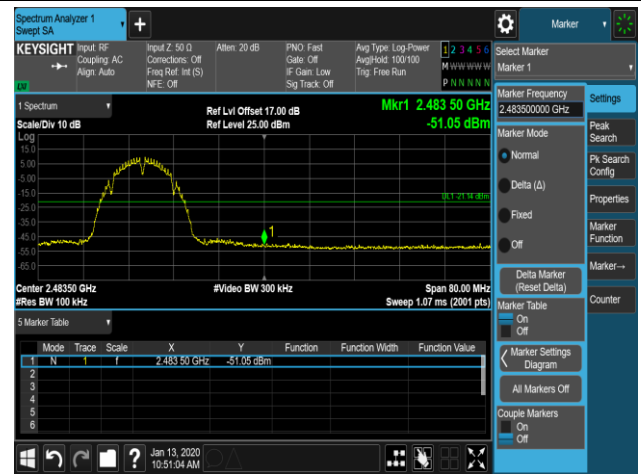 Spectrum Analyzer 1
Swept SA
+
Marker
KEYSIGHT
Input: RF
Coupling: AC
Align: Auto
Input Z: 50 Ω
Corrections: Off
Freq Ref: Int (S)
NFE: Off
Atten: 20 dB
PNO: Fast
Gate: Off
IF Gain: Low
Sig Track: Off
Avg Type: Log-Power
Avg|Hold: 100/100
Trig: Free Run
1 2 3 4 5 6
M W W W W W
P N N N N N
Select Marker
Marker 1
1 Spectrum
Scale/Div 10 dB
Ref Lvl Offset 17.00 dB
Ref Level 25.00 dBm
Mkr1 2.483 50 GHz
-51.05 dBm
Log
15.0
5.00
-5.00
-15.0
-25.0
-35.0
-45.0
-55.0
-65.0
DL1 -21.14 dBm
1
Center 2.48350 GHz
#Res BW 100 kHz
#Video BW 300 kHz
Span 80.00 MHz
Sweep 1.07 ms (2001 pts)
5 Marker Table
Mode Trace Scale X Y Function Function Width Function Value
1 N 1 f 2.483 50 GHz -51.05 dBm
2
3
4
5
6
Marker Frequency
2.483500000 GHz
Marker Mode
Normal
Delta (Δ)
Fixed
Off
Delta Marker
(Reset Delta)
Marker Table
On
Off
Marker Settings
Diagram
All Markers Off
Couple Markers
On
Off
Settings
Peak
Search
Pk Search
Config
Properties
Marker
Function
Marker→
Counter
?
Jan 13, 2020
10:51:04 AM